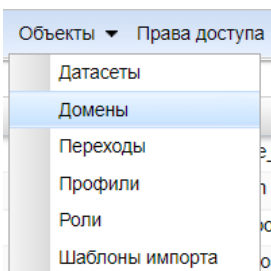 Объекты ▼ Права доступа
Датасеты
Домены
Переходы
Профили
Роли
Шаблоны импорта